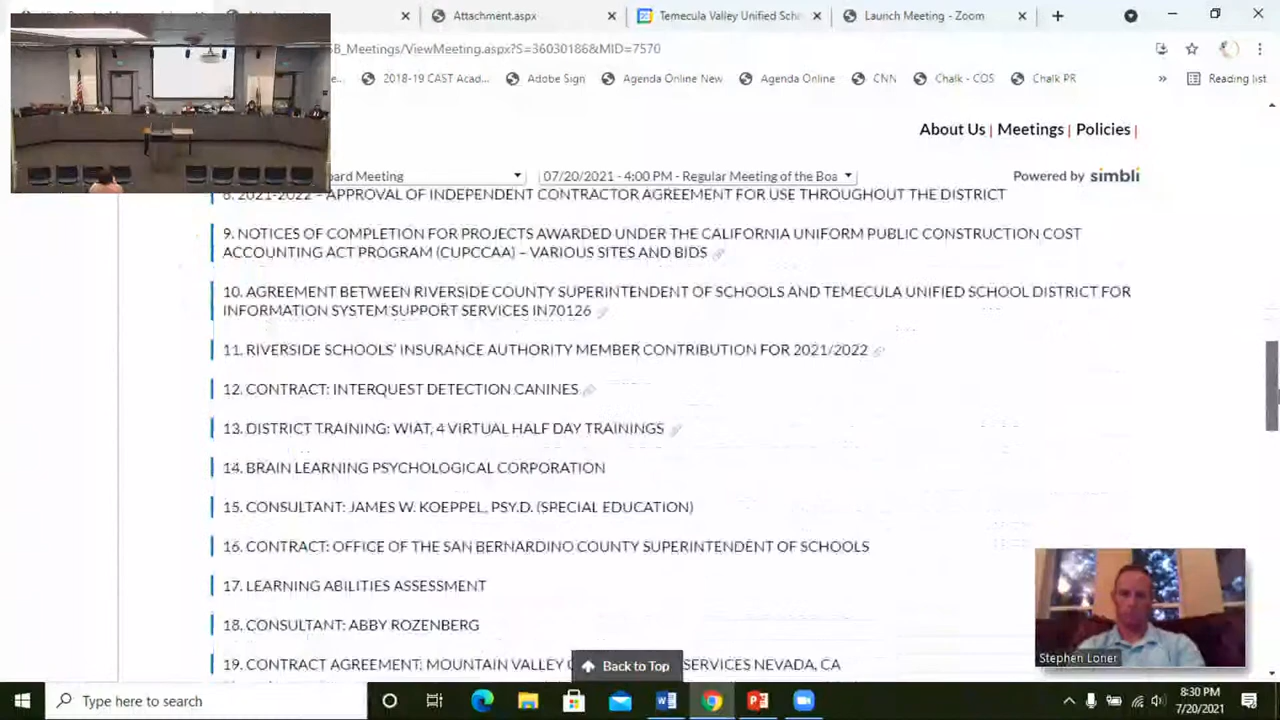 Attachment.aspx
Temecula Valley Unified Sch
Launch Meeting - Zoom
B_Meetings/ViewMeeting.aspx?S=36030186&MID=7570
2018-19 CAST Acad...
Adobe Sign
Agenda Online New
Agenda Online
CNN
Chalk - COS
Chalk PR
»
Reading list
About Us | Meetings | Policies |
ard Meeting
07/20/2021 - 4:00 PM - Regular Meeting of the Boa
Powered by simbli
8. 2021-2022 – APPROVAL OF INDEPENDENT CONTRACTOR AGREEMENT FOR USE THROUGHOUT THE DISTRICT
9. NOTICES OF COMPLETION FOR PROJECTS AWARDED UNDER THE CALIFORNIA UNIFORM PUBLIC CONSTRUCTION COST
ACCOUNTING ACT PROGRAM (CUPCCAA) – VARIOUS SITES AND BIDS
10. AGREEMENT BETWEEN RIVERSIDE COUNTY SUPERINTENDENT OF SCHOOLS AND TEMECULA UNIFIED SCHOOL DISTRICT FOR
INFORMATION SYSTEM SUPPORT SERVICES IN70126
11. RIVERSIDE SCHOOLS' INSURANCE AUTHORITY MEMBER CONTRIBUTION FOR 2021/2022
12. CONTRACT: INTERQUEST DETECTION CANINES
13. DISTRICT TRAINING: WIAT, 4 VIRTUAL HALF DAY TRAININGS
14. BRAIN LEARNING PSYCHOLOGICAL CORPORATION
15. CONSULTANT: JAMES W. KOEPPEL, PSY.D. (SPECIAL EDUCATION)
16. CONTRACT: OFFICE OF THE SAN BERNARDINO COUNTY SUPERINTENDENT OF SCHOOLS
17. LEARNING ABILITIES ASSESSMENT
18. CONSULTANT: ABBY ROZENBERG
19. CONTRACT AGREEMENT: MOUNTAIN VALLEY SERVICES NEVADA, CA
Back to Top
Stephen Loner
Type here to search
8:30 PM
7/20/2021